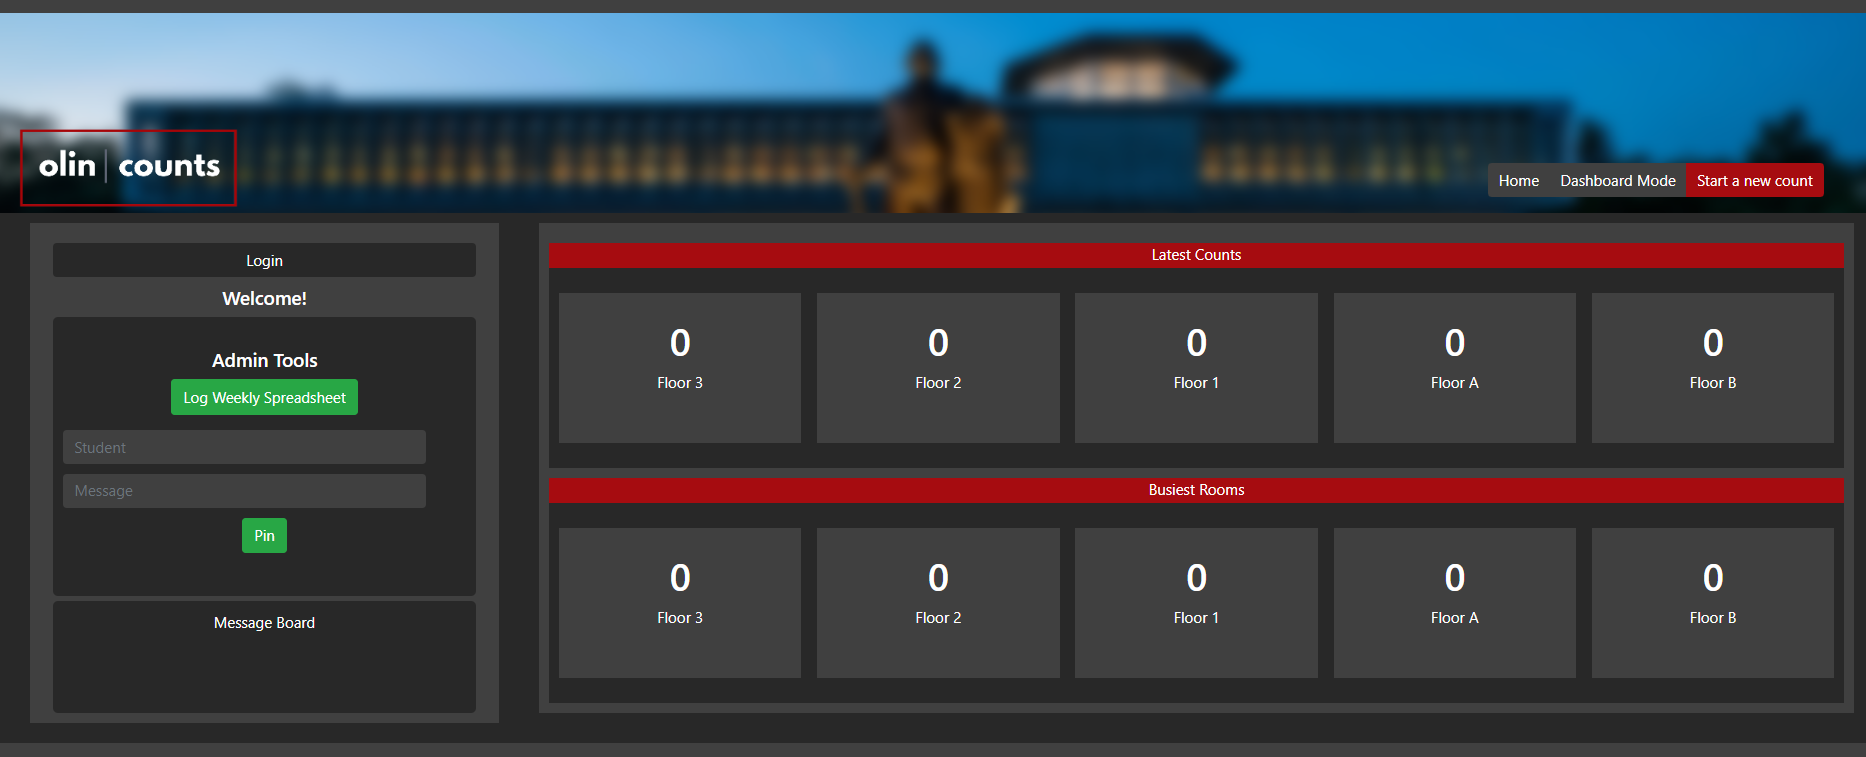 olin | counts
Home
Dashboard Mode
Start a new count
Login
Welcome!
Admin Tools
Log Weekly Spreadsheet
Student
Message
Pin
Message Board
Latest Counts
0
Floor 3
0
Floor 2
0
Floor 1
0
Floor A
0
Floor B
Busiest Rooms
0
Floor 3
0
Floor 2
0
Floor 1
0
Floor A
0
Floor B